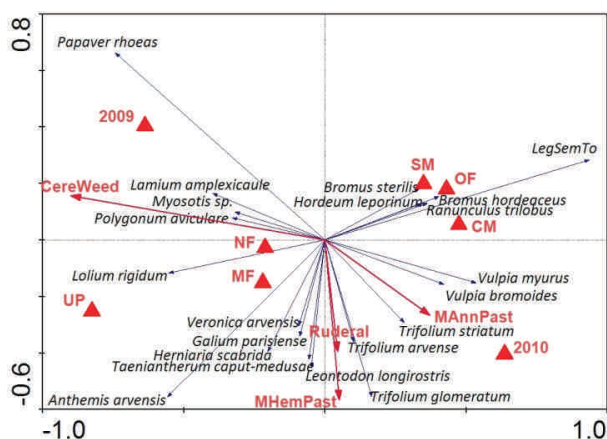 0.8
Papaver rhoeas
2009
LegSemTo
SM
OF
CereWeed
Lamium amplexicaule
Bromus sterilis
Myosotis sp.
Hordeum leporinum
Bromus hordeaceus
Polygonum aviculare
Ranunculus trilobus
CM
NF
Lolium rigidum
MF
Vulpia myurus
Vulpia bromoides
UP
MAnnPast
Veronica arvensis
Ruderal
Trifolium striatum
Galium parisiense
Trifolium arvense
2010
Herniaria scabrida
Taeniantherum caput-medusae
Leontodon longirostris
Anthemis arvensis
MHemPast
Trifolium glomeratum
-0.6
-1.0
1.0